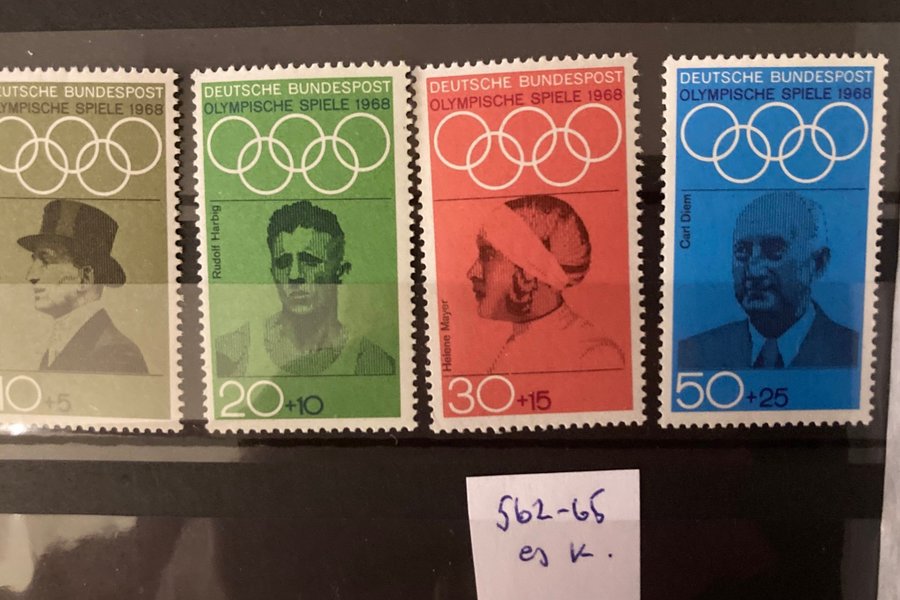 DEUTSCHE BUNDESPOST
OLYMPISCHE SPIELE 1968
10+5
DEUTSCHE BUNDESPOST
OLYMPISCHE SPIELE 1968
Rudolf Harbig
20+10
DEUTSCHE BUNDESPOST
OLYMPISCHE SPIELE 1968
Helene Mayer
30+15
DEUTSCHE BUNDESPOST
OLYMPISCHE SPIELE 1968
Carl Diem
50+25
562-65